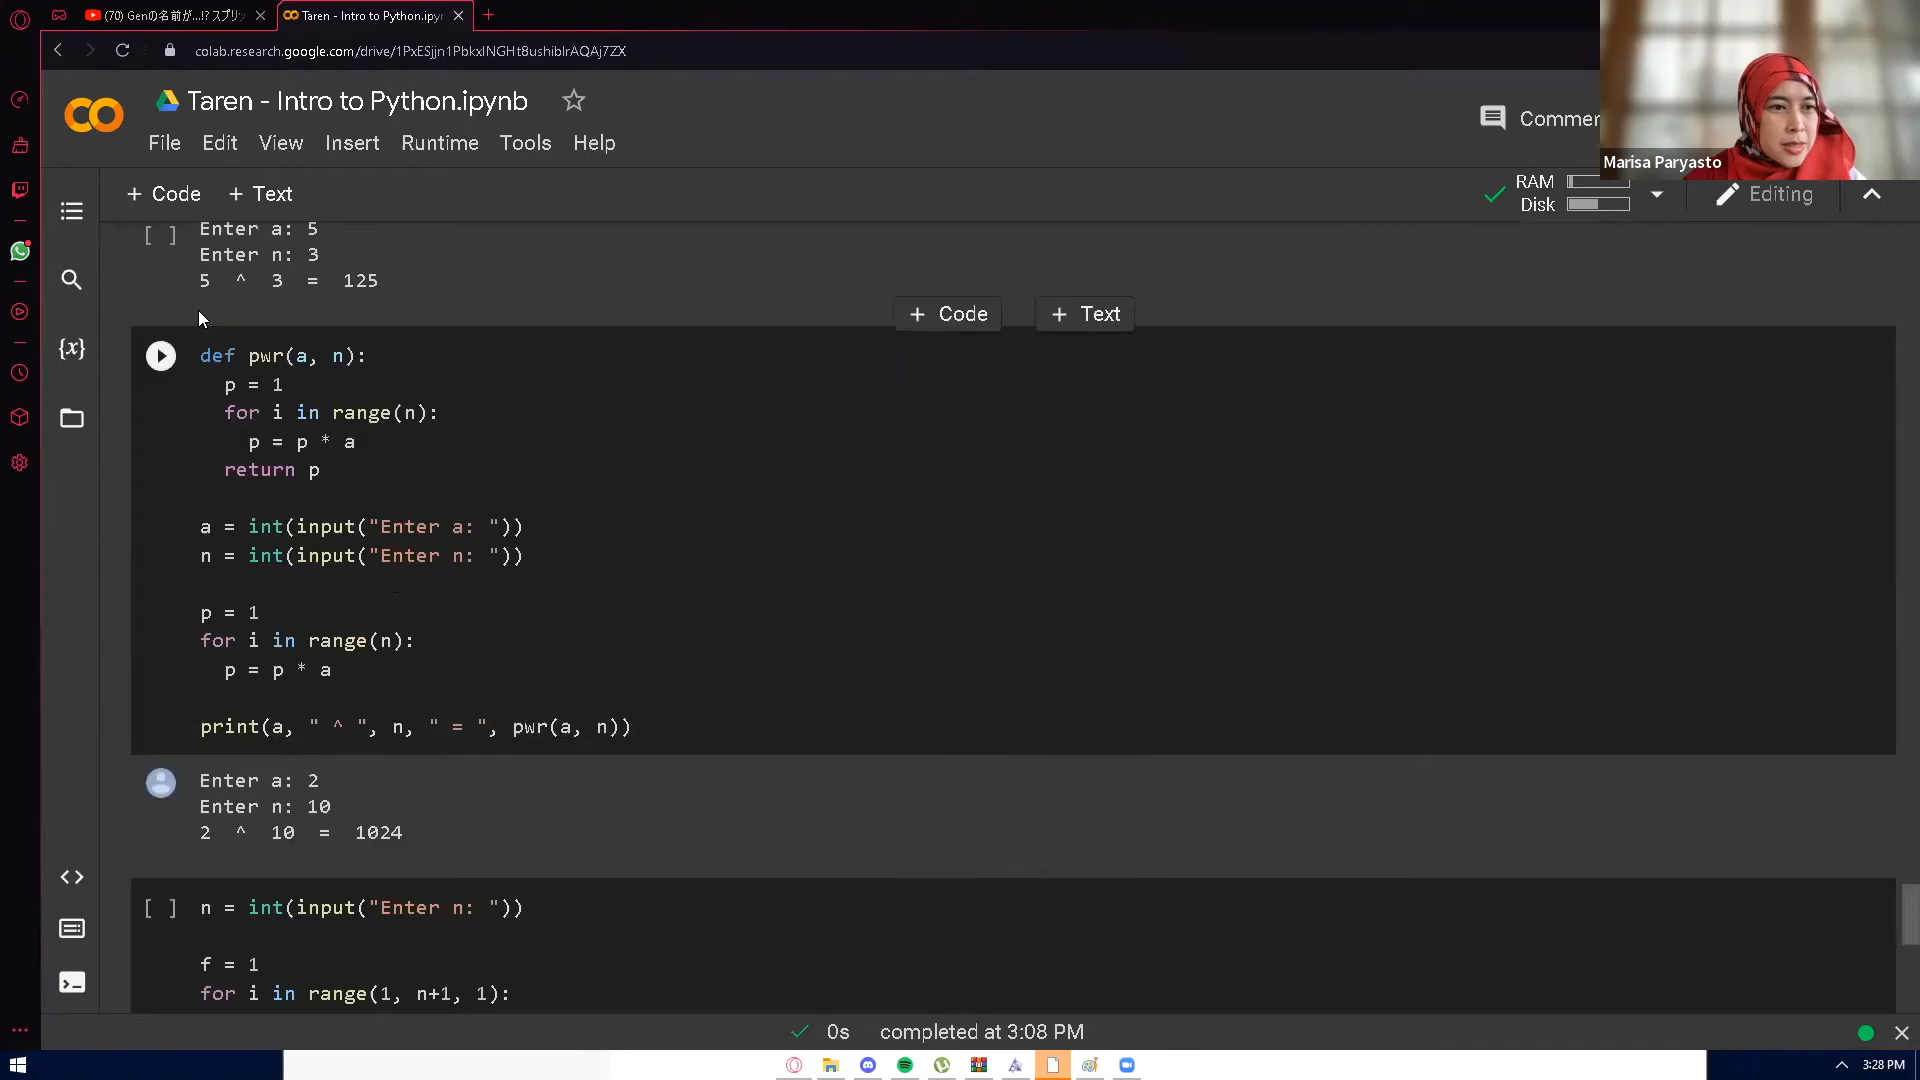 (70) Genの名前が...!? スプリッ
Taren - Intro to Python.ipyn
colab.research.google.com/drive/1PxESjjn1PbkxINGHt8ushiblrAQAj7ZX
Taren - Intro to Python.ipynb
File Edit View Insert Runtime Tools Help
Commen
Marisa Paryasto
+ Code + Text
RAM
Disk
Editing
[ ]
Enter a: 5
Enter n: 3
5 ^ 3 = 125
+ Code + Text
{x}
def pwr(a, n):
p = 1
for i in range(n):
p = p * a
return p
a = int(input("Enter a: "))
n = int(input("Enter n: "))
p = 1
for i in range(n):
p = p * a
print(a, " ^ ", n, " = ", pwr(a, n))
Enter a: 2
Enter n: 10
2 ^ 10 = 1024
[ ] n = int(input("Enter n: "))
f = 1
for i in range(1, n+1, 1):
0s completed at 3:08 PM
3:28 PM